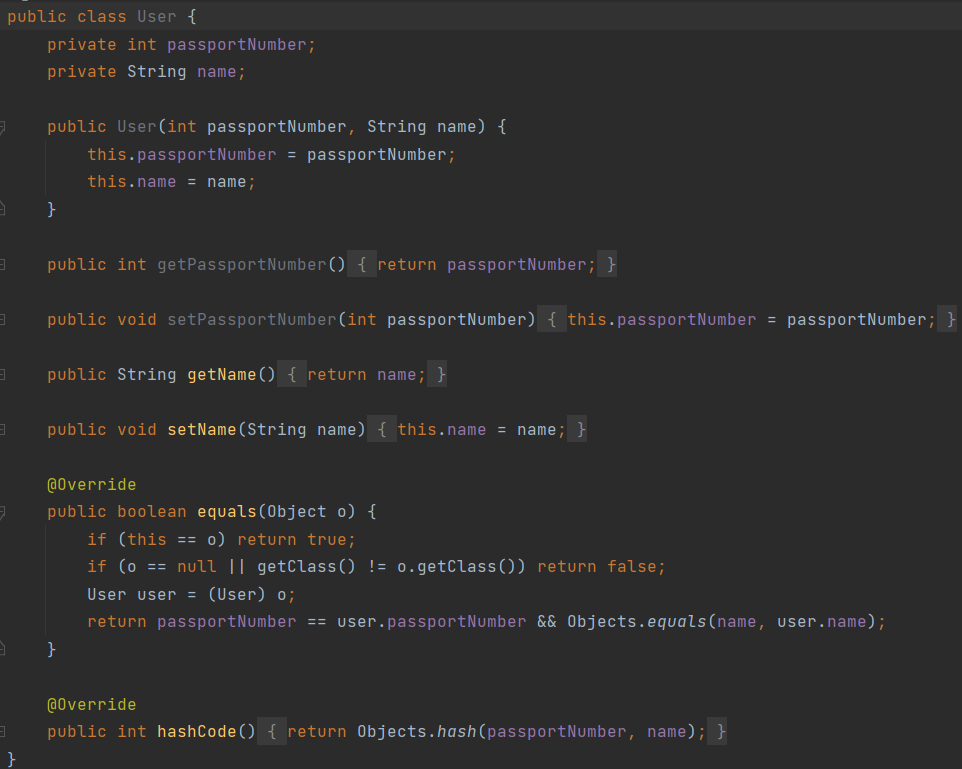 public class User {
    private int passportNumber;
    private String name;
    public User(int passportNumber, String name) {
        this.passportNumber = passportNumber;
        this.name = name;
    }
    public int getPassportNumber() { return passportNumber; }
    public void setPassportNumber(int passportNumber) { this.passportNumber = passportNumber; }
    public String getName() { return name; }
    public void setName(String name) { this.name = name; }
    @Override
    public boolean equals(Object o) {
        if (this == o) return true;
        if (o == null || getClass() != o.getClass()) return false;
        User user = (User) o;
        return passportNumber == user.passportNumber && Objects.equals(name, user.name);
    }
    @Override
    public int hashCode() { return Objects.hash(passportNumber, name); }
}